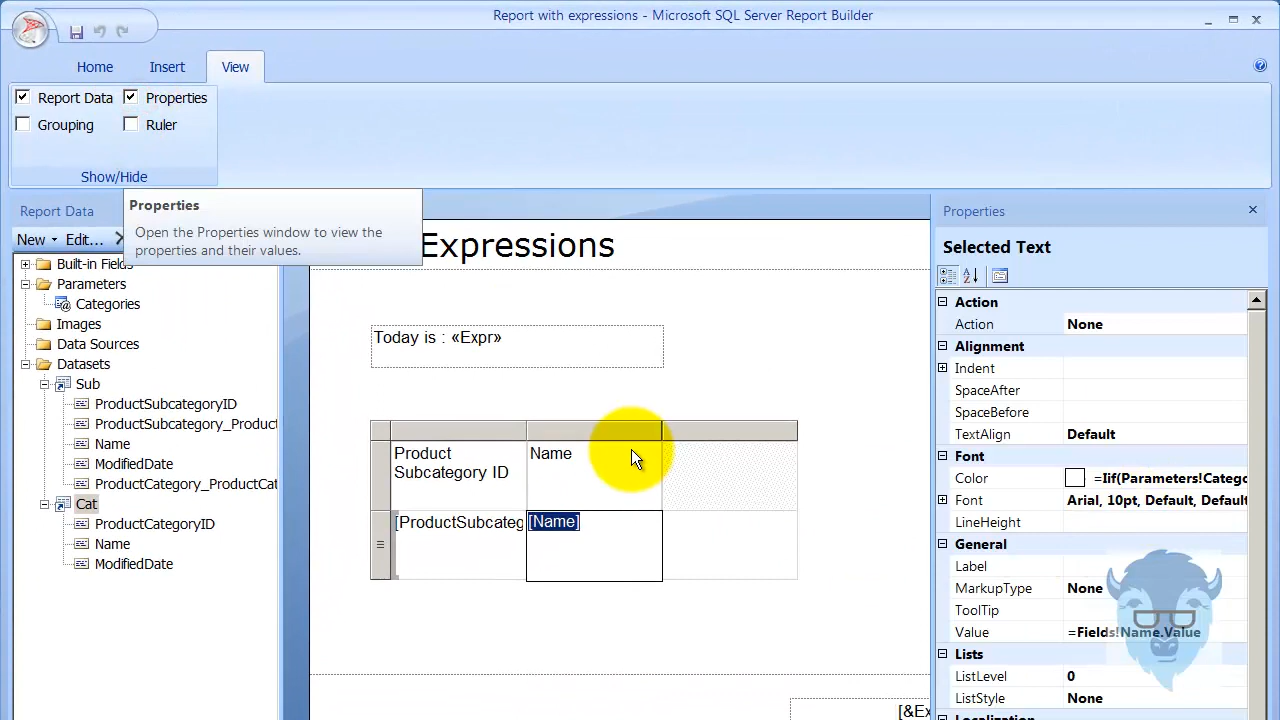 Report with expressions - Microsoft SQL Server Report Builder
Home
Insert
View
Report Data
Properties
Grouping
Ruler
Show/Hide
Properties
Open the Properties window to view the
properties and their values.
Report Data
New
Edit...
Built-in Fields
Parameters
Categories
Images
Data Sources
Datasets
Sub
ProductSubcategoryID
ProductSubcategory_Product
Name
ModifiedDate
ProductCategory_ProductCat
Cat
ProductCategoryID
Name
ModifiedDate
Expressions
Today is : «Expr»
Product
Subcategory ID
Name
[ProductSubcateg
[Name]
[&Ex
Properties
Selected Text
Action
Action None
Alignment
Indent
SpaceAfter
SpaceBefore
TextAlign Default
Font
Color =Iif(Parameters!Catego
Font Arial, 10pt, Default, Default
LineHeight
General
Label
MarkupType None
ToolTip
Value =Fields!Name.Value
Lists
ListLevel 0
ListStyle None
Localization